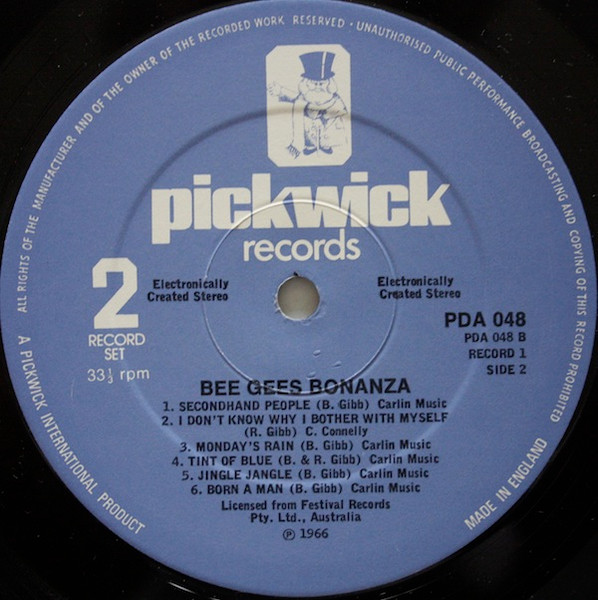 ALL RIGHTS OF THE MANUFACTURER AND OF THE OWNER OF THE RECORDED WORK RESERVED · UNAUTHORISED PUBLIC PERFORMANCE BROADCASTING AND COPYING OF THIS RECORD PROHIBITED
pickwick
records
2
RECORD
SET
33⅓ rpm
Electronically
Created Stereo
Electronically
Created Stereo
PDA 048
PDA 048 B
RECORD 1
SIDE 2
BEE GEES BONANZA
1. SECONDHAND PEOPLE (B. Gibb) Carlin Music
2. I DON'T KNOW WHY I BOTHER WITH MYSELF
(R. Gibb) C. Connelly
3. MONDAY'S RAIN (B. Gibb) Carlin Music
4. TINT OF BLUE (B. & R. Gibb) Carlin Music
5. JINGLE JANGLE (B. Gibb) Carlin Music
6. BORN A MAN (B. Gibb) Carlin Music
Licensed from Festival Records
Pty. Ltd., Australia
℗ 1966
A PICKWICK INTERNATIONAL PRODUCT
MADE IN ENGLAND